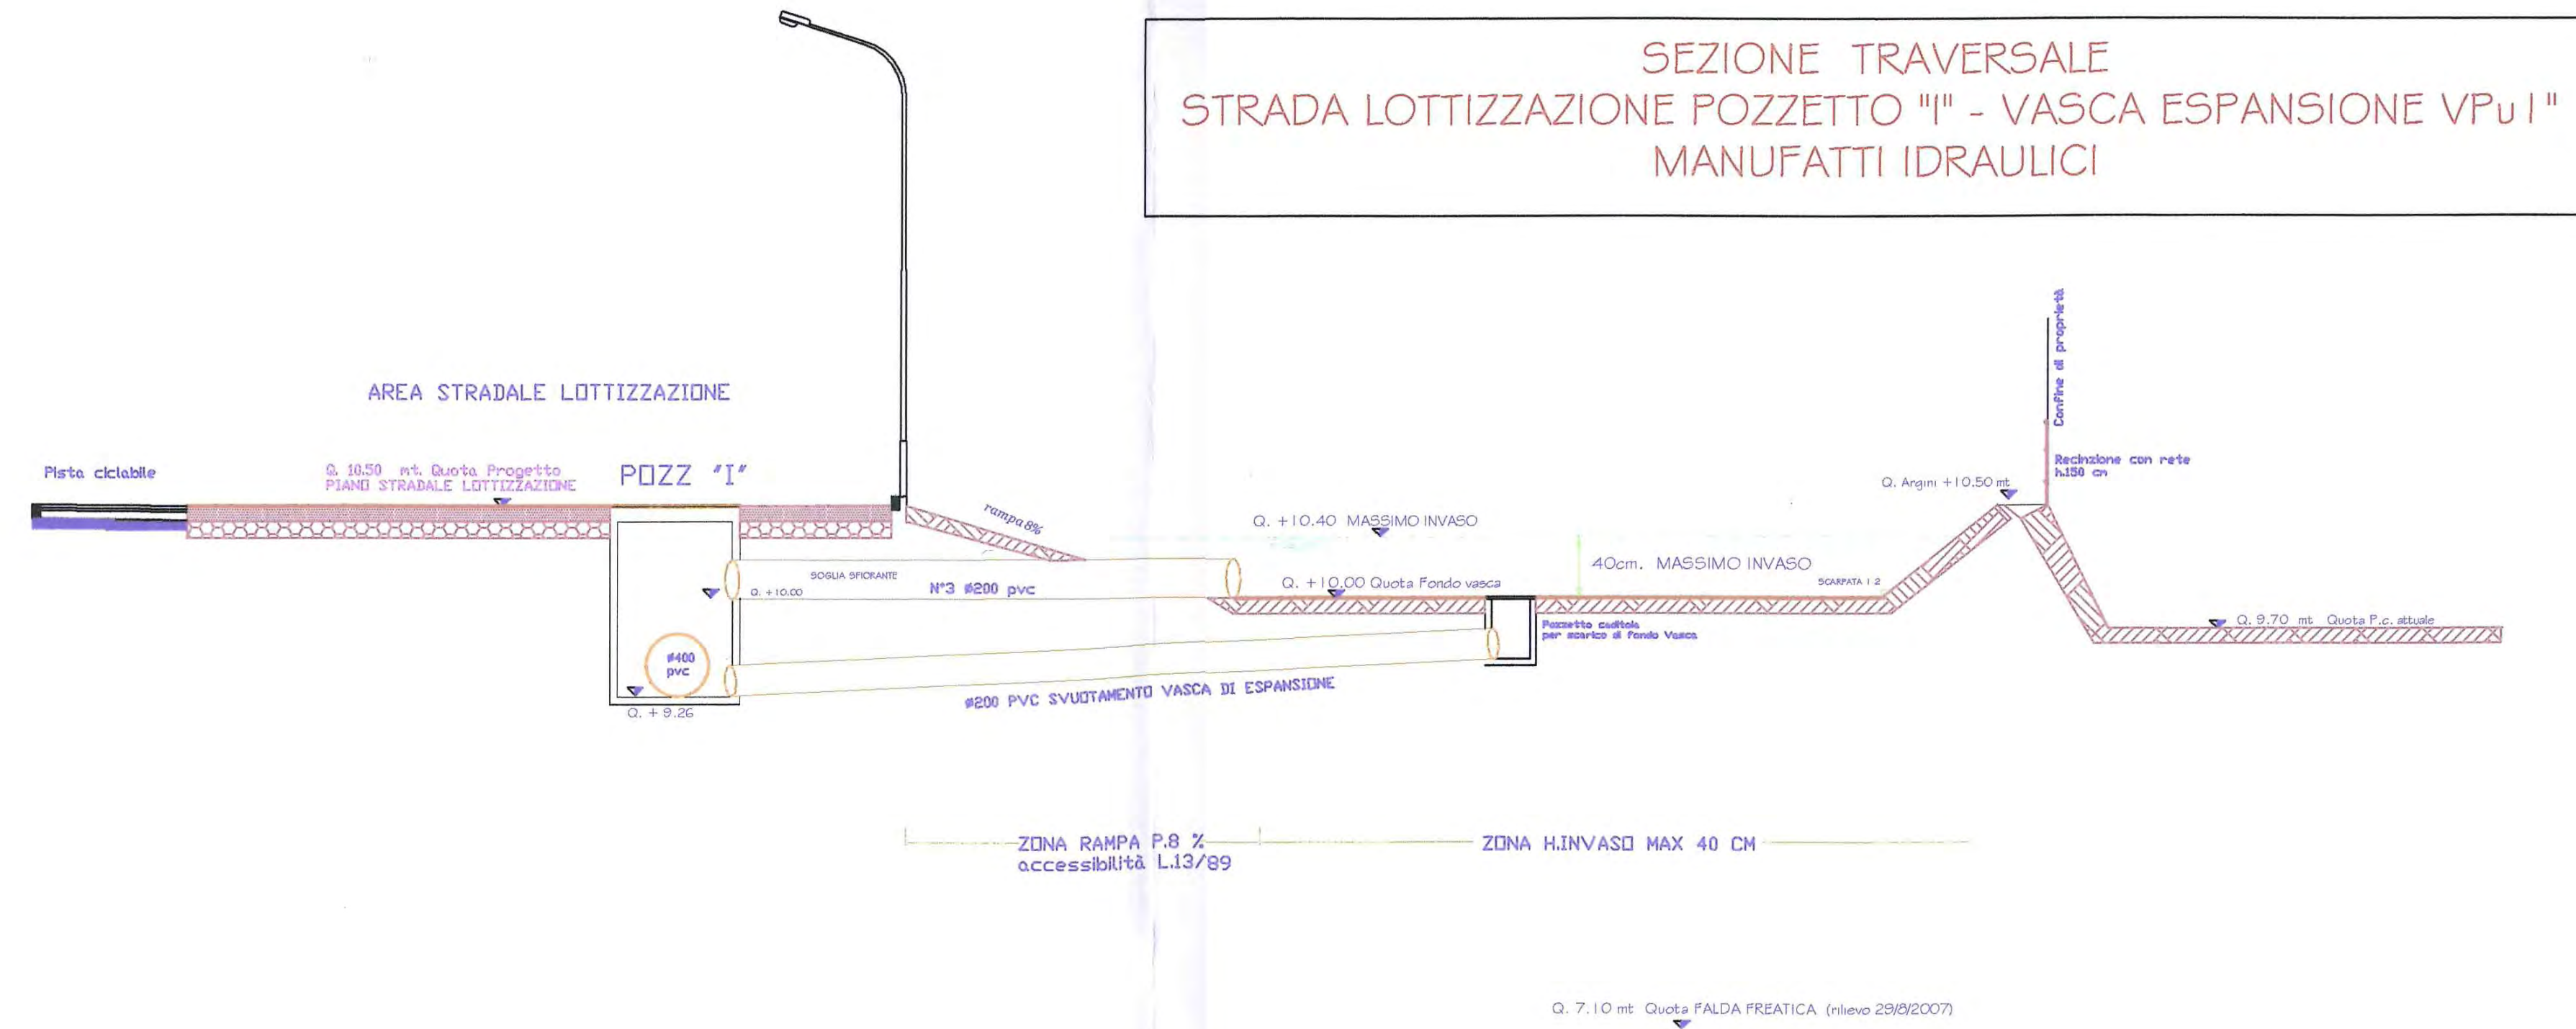 SEZIONE TRAVERSALE
STRADA LOTTIZZAZIONE POZZETTO "I" - VASCA ESPANSIONE VPu1"
MANUFATTI IDRAULICI
Confine di proprietà
AREA STRADALE LOTTIZZAZIONE
Pista ciclabile
Q. 10.50 mt. Quota Progetto
PIANO STRADALE LOTTIZZAZIONE
POZZ "I"
Recinzione con rete
h.150 cm
Q. Argini +10.50 mt
rampa 8%
Q. +10.40 MASSIMO INVASO
40cm. MASSIMO INVASO
SOGLIA SFIORANTE
Q. +10.00
N°3 ø200 pvc
Q. +10.00 Quota Fondo vasca
SCARPATA 1 2
Pozzetto caditoia
per scarico di fondo Vasca
Q. 9.70 mt Quota P.c. attuale
ø400
pvc
Q. + 9.26
ø200 PVC SVUOTAMENTO VASCA DI ESPANSIONE
ZONA RAMPA P.8 %
accessibilità L.13/89
ZONA H.INVASO MAX 40 CM
Q. 7.10 mt Quota FALDA FREATICA (rilievo 29/8/2007)